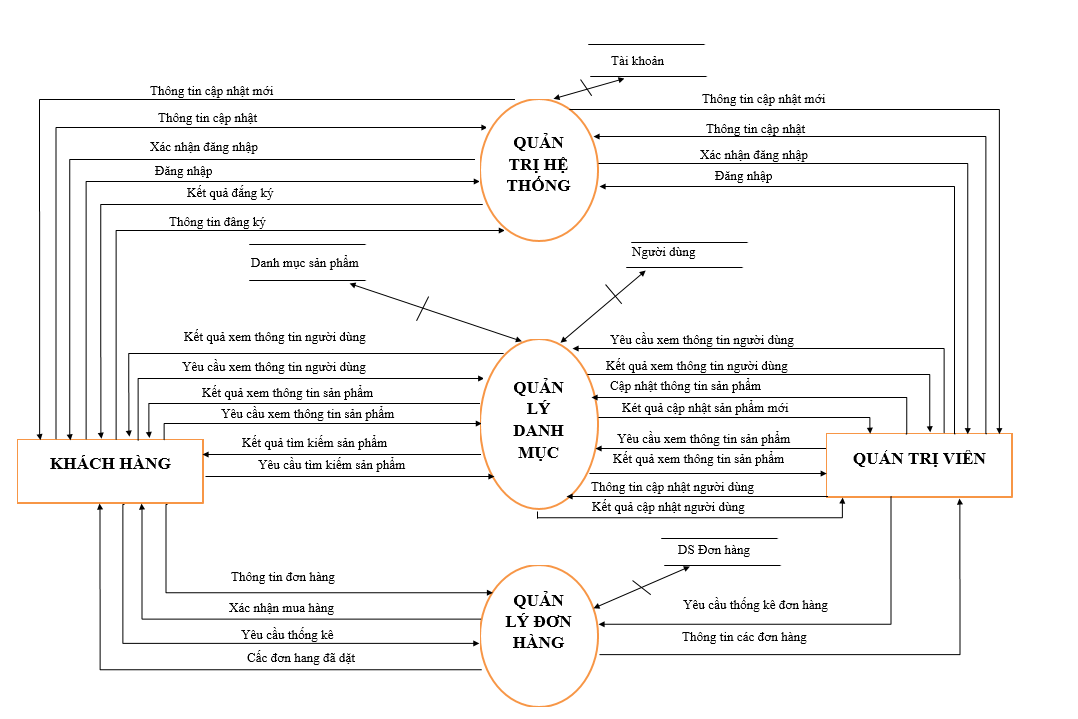 Tài khoản
Thông tin cập nhật mới
Thông tin cập nhật mới
Thông tin cập nhật
Thông tin cập nhật
Xác nhận đăng nhập
Xác nhận đăng nhập
Đăng nhập
Đăng nhập
Kết quả đắng ký
Thông tin đăng ký
QUẢN
TRỊ HỆ
THỐNG
Danh mục sản phẩm
Người dùng
Kết quả xem thông tin người dùng
Yêu cầu xem thông tin người dùng
Yêu cầu xem thông tin người dùng
Kết quả xem thông tin người dùng
Kết quả xem thông tin sản phẩm
Cập nhật thông tin sản phẩm
Yêu cầu xem thông tin sản phẩm
Két quả cập nhật sản phẩm mới
Kết quả tìm kiếm sản phẩm
Yêu cầu xem thông tin sản phẩm
Yêu cầu tìm kiếm sản phẩm
Kết quả xem thông tin sản phẩm
Thông tin cập nhật người dùng
Kết quả cập nhật người dùng
QUẢN
LÝ
DANH
MỤC
KHÁCH HÀNG
QUẢN TRỊ VIÊN
DS Đơn hàng
Thông tin đơn hàng
Yêu cầu thống kê đơn hàng
Xác nhận mua hàng
Yêu cầu thống kê
Thông tin các đơn hàng
Cấc đơn hang đã dặt
QUẢN
LÝ ĐƠN
HÀNG